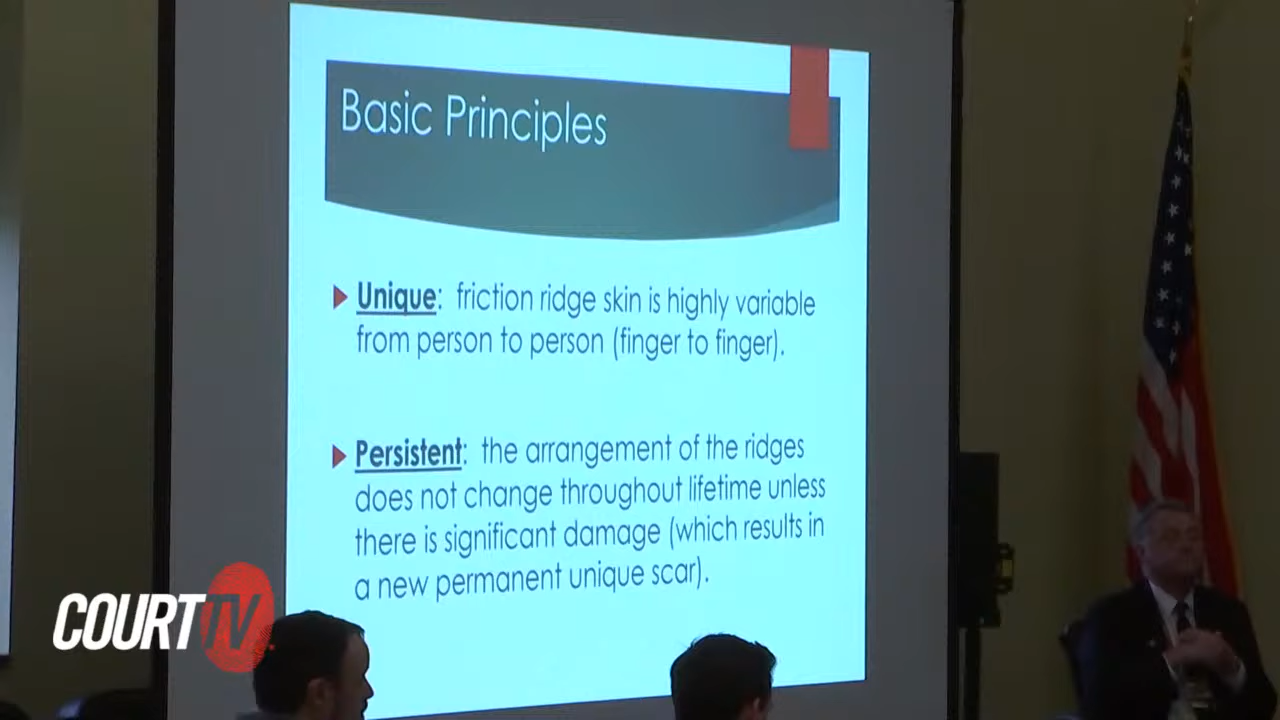 Basic Principles
Unique: friction ridge skin is highly variable
from person to person (finger to finger).
Persistent: the arrangement of the ridges
does not change throughout lifetime unless
there is significant damage (which results in
a new permanent unique scar).
COURT TV